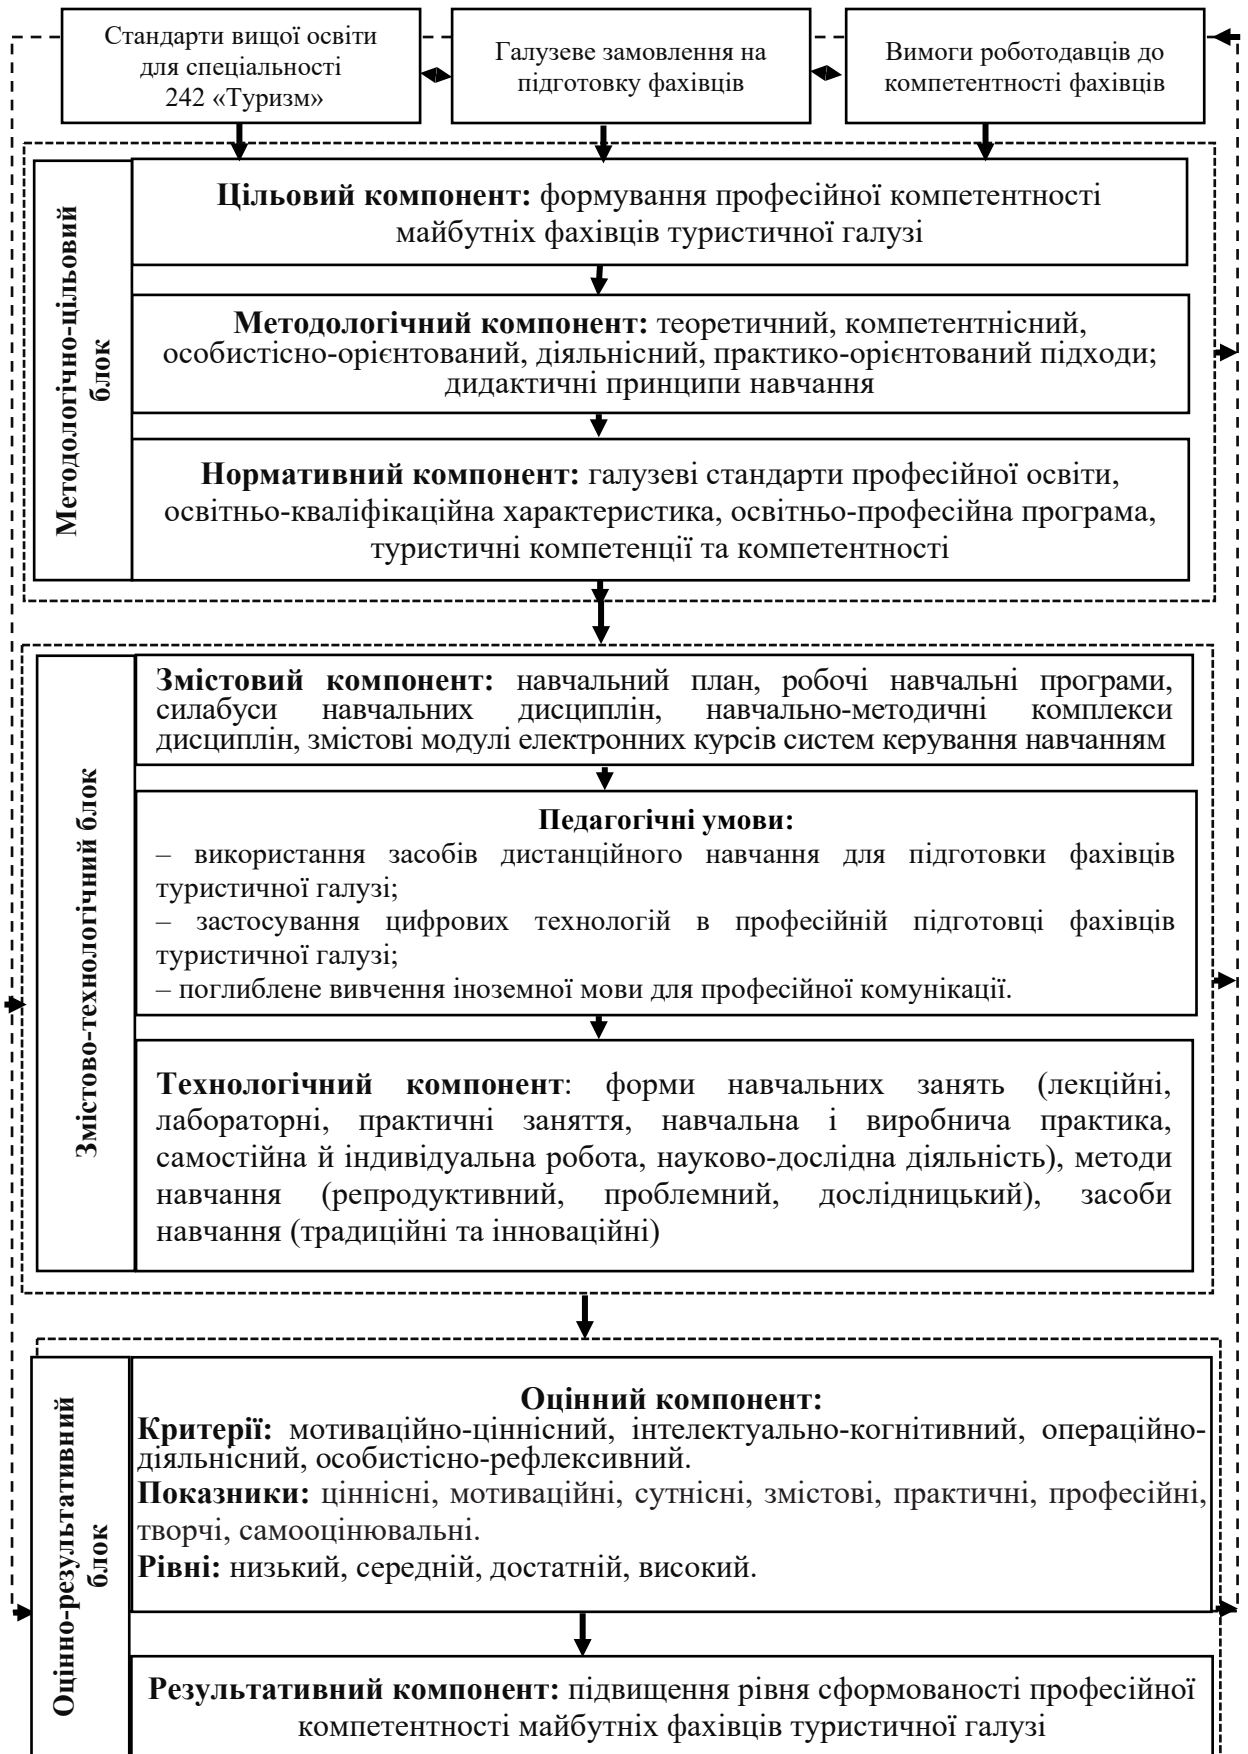 Стандарти вищої освіти
для спеціальності
242 «Туризм»
Галузеве замовлення на
підготовку фахівців
Вимоги роботодавців до
компетентності фахівців
Методологічно-цільовий
блок
Цільовий компонент: формування професійної компетентності
майбутніх фахівців туристичної галузі
Методологічний компонент: теоретичний, компетентнісний,
особистісно-орієнтований, діяльнісний, практико-орієнтований підходи;
дидактичні принципи навчання
Нормативний компонент: галузеві стандарти професійної освіти,
освітньо-кваліфікаційна характеристика, освітньо-професійна програма,
туристичні компетенції та компетентності
Змістово-технологічний блок
Змістовий компонент: навчальний план, робочі навчальні програми,
силабуси навчальних дисциплін, навчально-методичні комплекси
дисциплін, змістові модулі електронних курсів систем керування навчанням
Педагогічні умови:
– використання засобів дистанційного навчання для підготовки фахівців
туристичної галузі;
– застосування цифрових технологій в професійній підготовці фахівців
туристичної галузі;
– поглиблене вивчення іноземної мови для професійної комунікації.
Технологічний компонент: форми навчальних занять (лекційні,
лабораторні, практичні заняття, навчальна і виробнича практика,
самостійна й індивідуальна робота, науково-дослідна діяльність), методи
навчання (репродуктивний, проблемний, дослідницький), засоби
навчання (традиційні та інноваційні)
Оцінно-результативний
блок
Оцінний компонент:
Критерії: мотиваційно-ціннісний, інтелектуально-когнітивний, операційно-
діяльнісний, особистісно-рефлексивний.
Показники: ціннісні, мотиваційні, сутнісні, змістові, практичні, професійні,
творчі, самооцінювальні.
Рівні: низький, середній, достатній, високий.
Результативний компонент: підвищення рівня сформованості професійної
компетентності майбутніх фахівців туристичної галузі